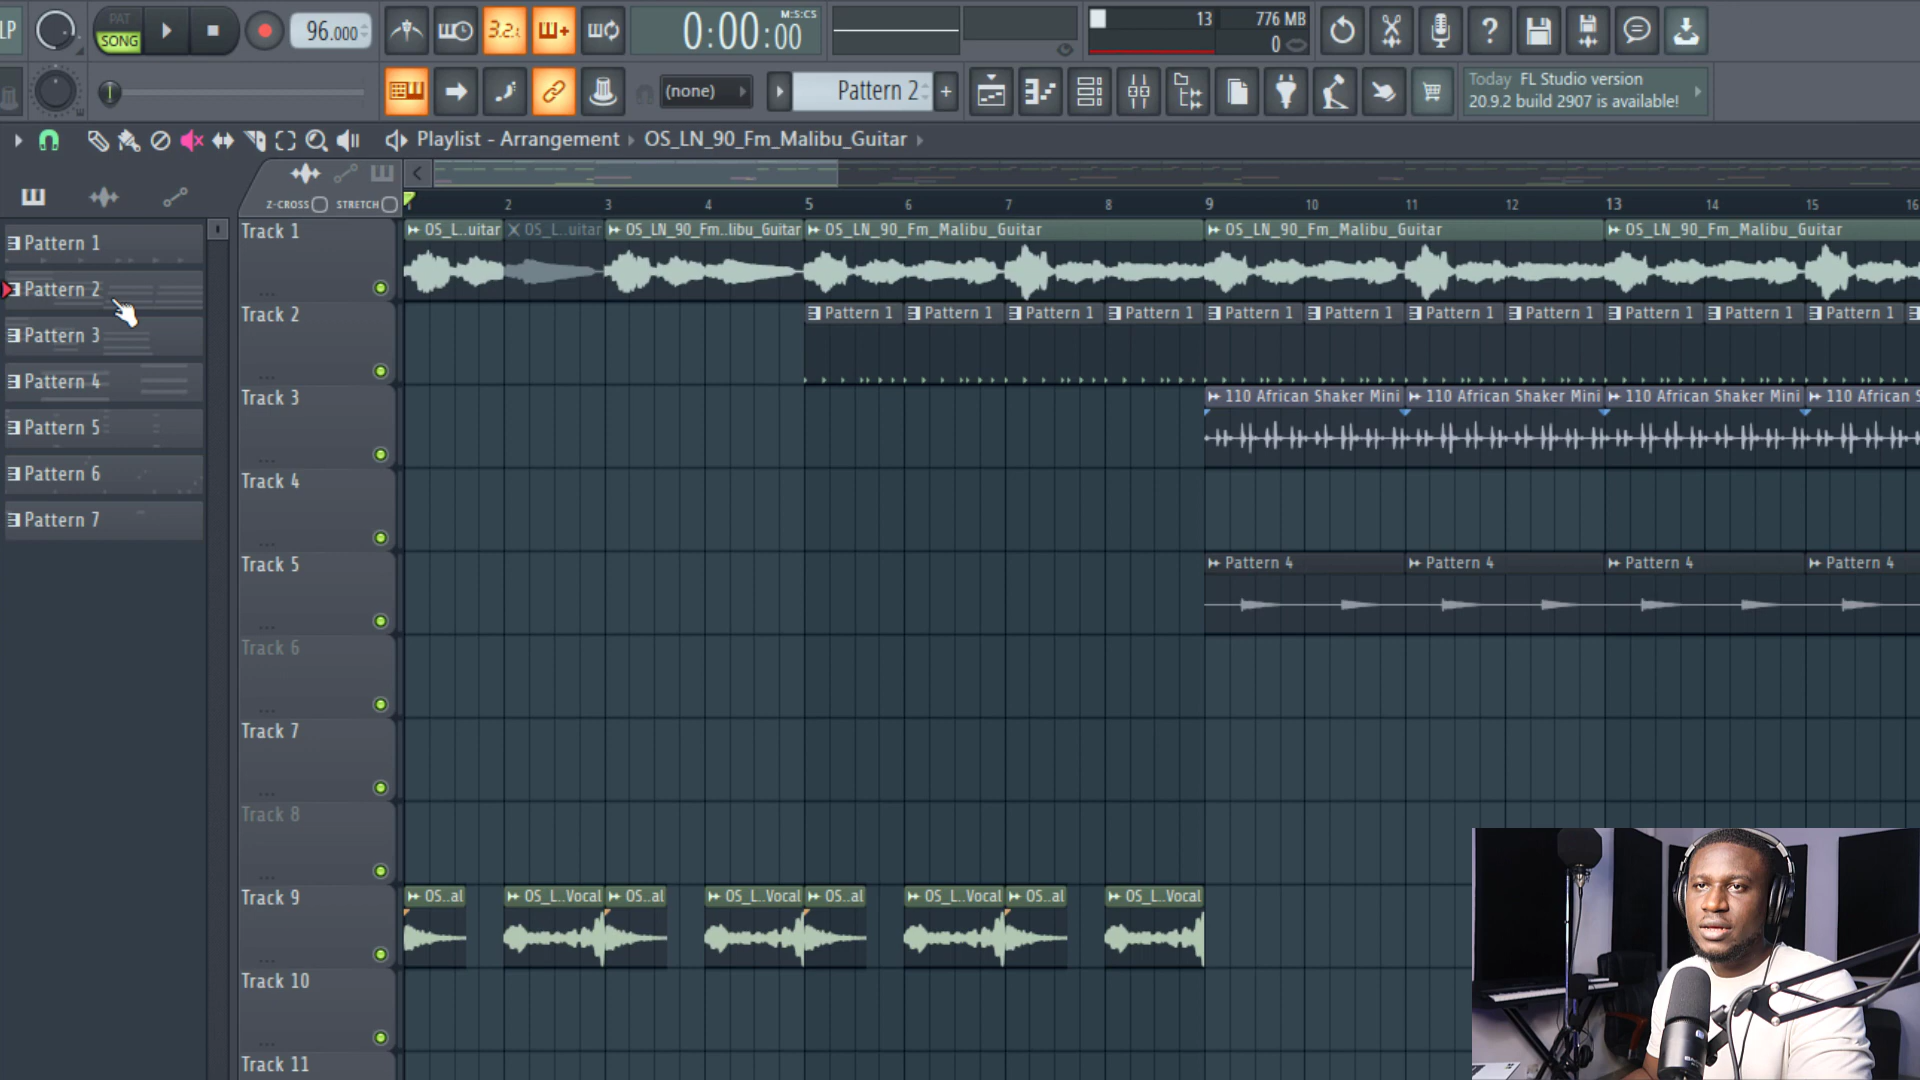 LP
PAT
SONG
96.000
3.2.1
0:00:00
M:S:CS
13
776 MB
0
(none)
Pattern 2
Today FL Studio version
20.9.2 build 2907 is available!
Playlist - Arrangement OS_LN_90_Fm_Malibu_Guitar
Z-CROSS STRETCH
2 3 4 5 6 7 8 9 10 11 12 13 14 15 16
Pattern 1
Pattern 2
Pattern 3
Pattern 4
Pattern 5
Pattern 6
Pattern 7
Track 1
OS_L..uitar OS_L..uitar OS_LN_90_Fm..libu_Guitar OS_LN_90_Fm_Malibu_Guitar OS_LN_90_Fm_Malibu_Guitar OS_LN_90_Fm_Malibu_Guitar
Track 2
Pattern 1 Pattern 1 Pattern 1 Pattern 1 Pattern 1 Pattern 1 Pattern 1 Pattern 1 Pattern 1 Pattern 1 Pattern 1
Track 3
110 African Shaker Mini 110 African Shaker Mini 110 African Shaker Mini 110 African S
Track 4
Track 5
Pattern 4 Pattern 4 Pattern 4 Pattern 4
Track 6
Track 7
Track 8
Track 9
OS..al OS_L..Vocal OS..al OS_L..Vocal OS..al OS_L..Vocal OS..al OS_L..Vocal
Track 10
Track 11